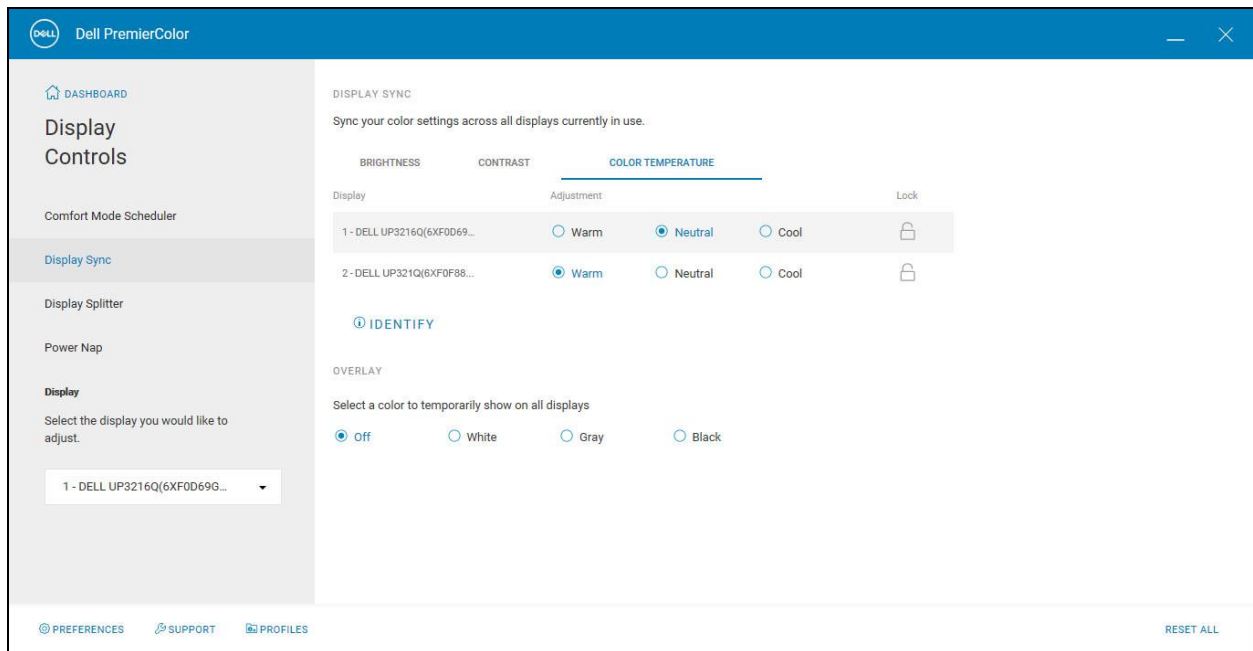 DELL
Dell PremierColor
DASHBOARD
Display
Controls
Comfort Mode Scheduler
Display Sync
Display Splitter
Power Nap
Display
Select the display you would like to
adjust.
1 - DELL UP3216Q(6XF0D69G...
DISPLAY SYNC
Sync your color settings across all displays currently in use.
BRIGHTNESS CONTRAST COLOR TEMPERATURE
Display Adjustment Lock
1 - DELL UP3216Q(6XF0D69... Warm Neutral Cool
2 - DELL UP321Q(6XF0F88... Warm Neutral Cool
IDENTIFY
OVERLAY
Select a color to temporarily show on all displays
Off White Gray Black
PREFERENCES SUPPORT PROFILES RESET ALL